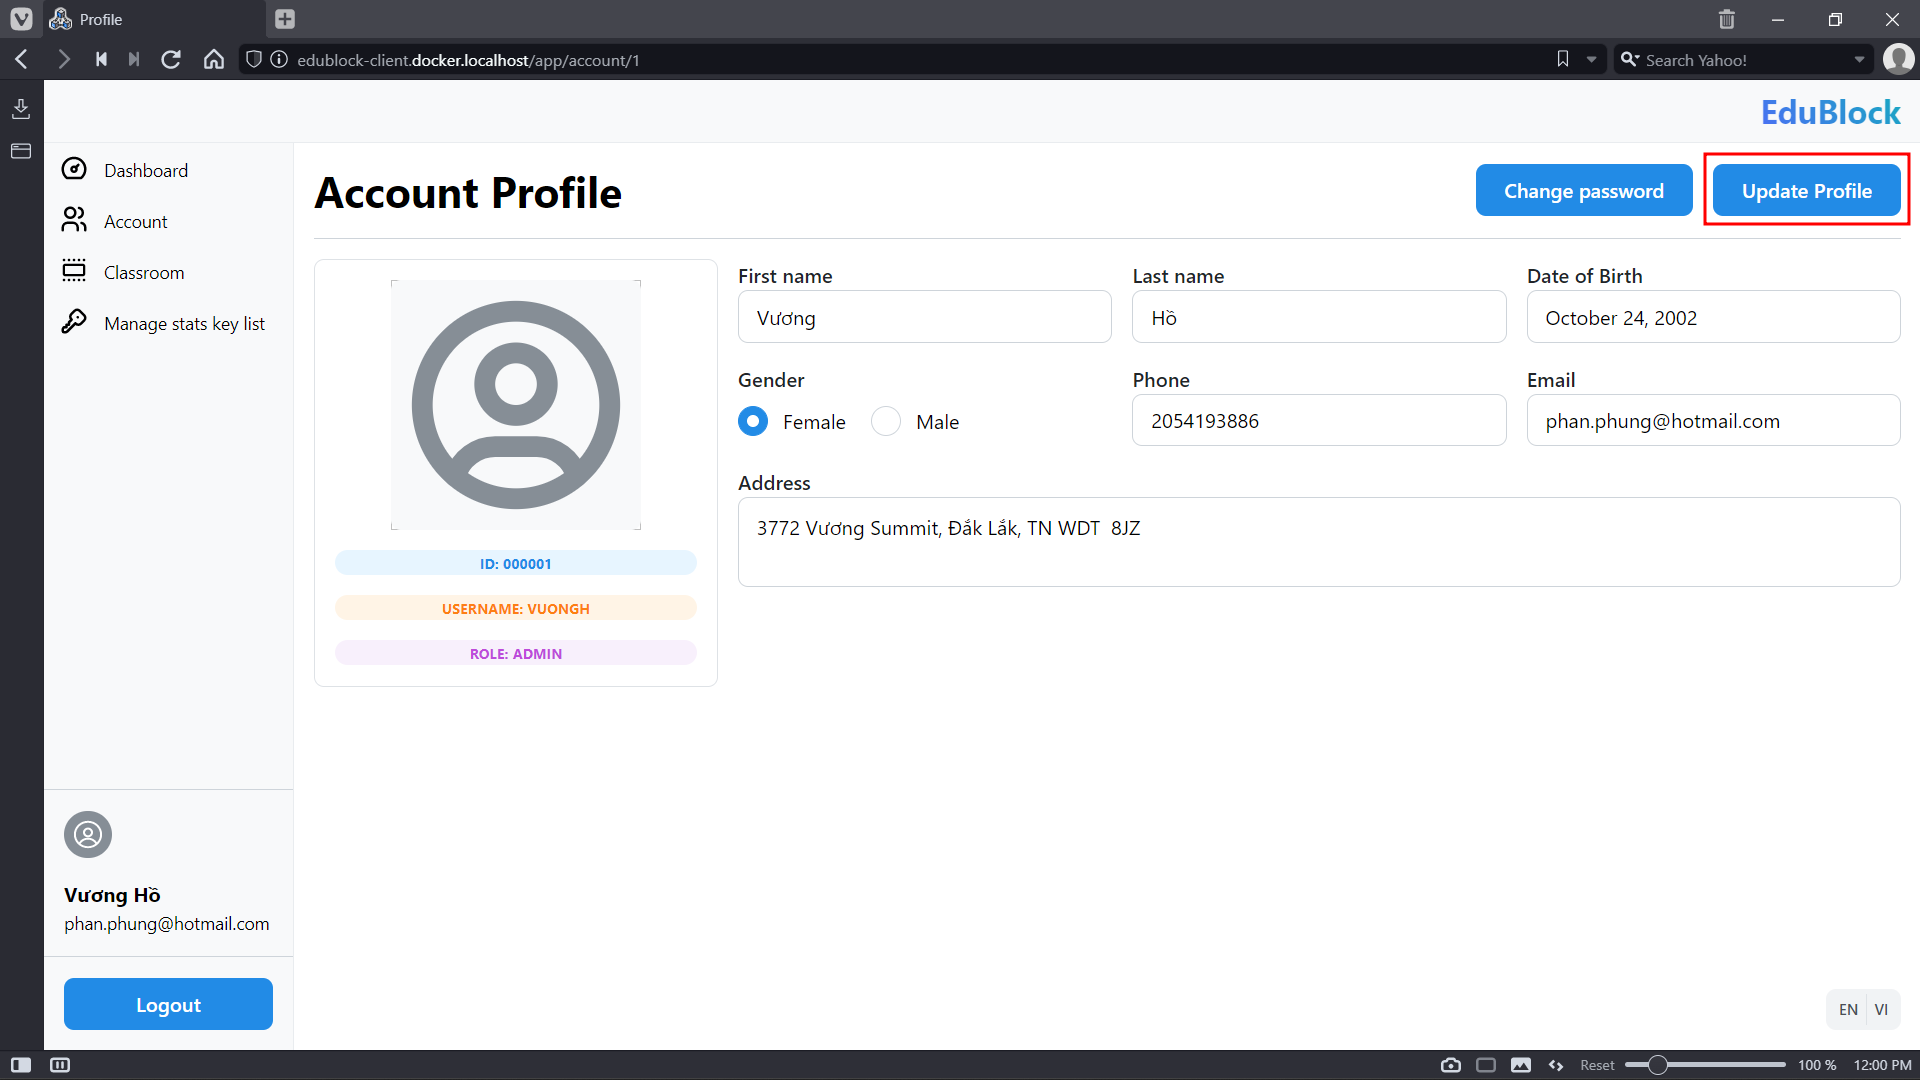 Profile
edublock-client.docker.localhost/app/account/1
Search Yahoo!
EduBlock
Dashboard
Account
Classroom
Manage stats key list
Account Profile
Change password
Update Profile
First name
Last name
Date of Birth
Vương
Hồ
October 24, 2002
Gender
Phone
Email
Female
Male
2054193886
phan.phung@hotmail.com
Address
3772 Vương Summit, Đắk Lắk, TN WDT  8JZ
ID: 000001
USERNAME: VUONGH
ROLE: ADMIN
Vương Hồ
phan.phung@hotmail.com
Logout
EN
VI
Reset
100 %
12:00 PM